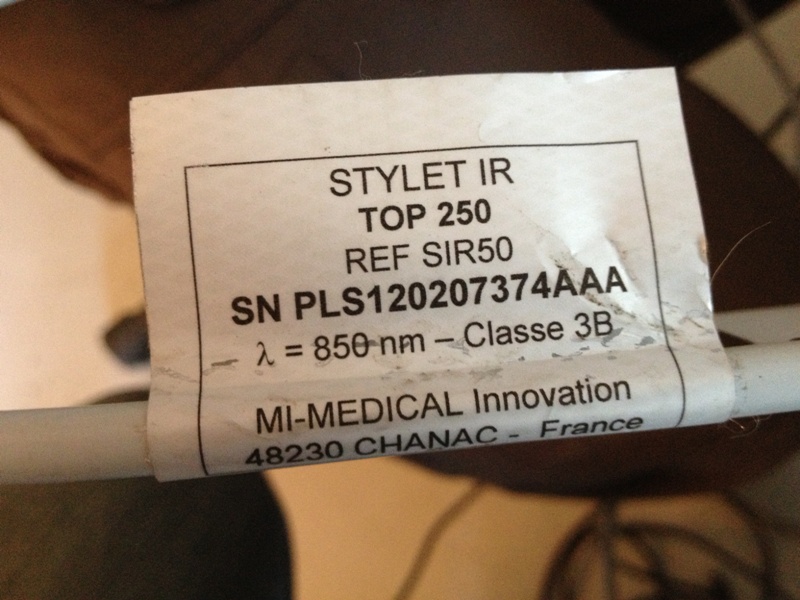 STYLET IR
TOP 250
REF SIR50
SN PLS120207374AAA
λ = 850 nm – Classe 3B
MI-MEDICAL Innovation
48230 CHANAC - France